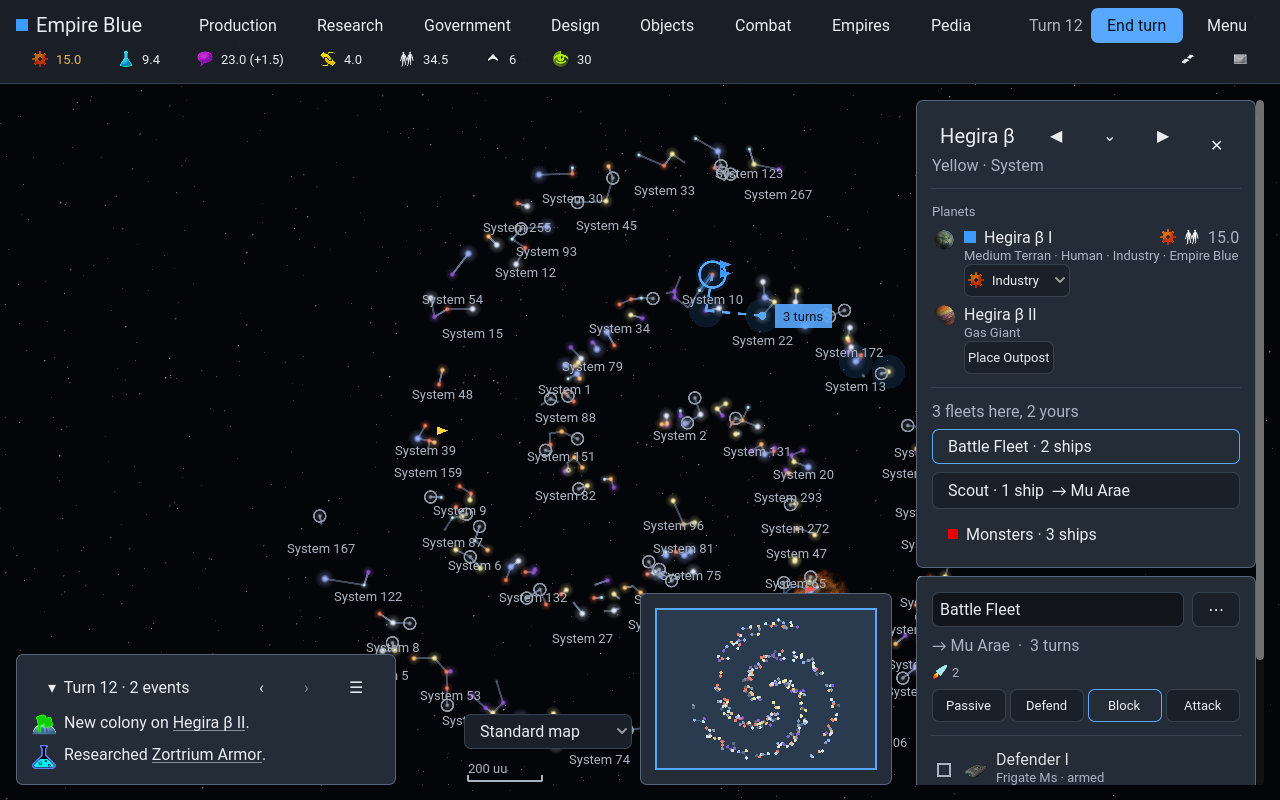 Empire Blue
Production Research Government Design Objects Combat Empires Pedia
Turn 12 End turn Menu
15.0 9.4 23.0 (+1.5) 4.0 34.5 6 30
System 123
System 33
System 267
System 30
System 45
System 255
System 93
System 12
System 54
System 10
System 15
System 34
3 turns
System 22
System 172
System 79
System 13
System 1
System 48
System 88
System 2
System 39
System 151
System 131
System 159
System 20
System 82
System 293
System 9
System 96
System 272
System 87
System 81
System 167
System 47
System 6
System 75
System 65
System 122
System 132
System 27
System 8
System 53
System 74
Hegira β ◀ ⌄ ▶ ✕
Yellow · System
Planets
Hegira β I 15.0
Medium Terran · Human · Industry · Empire Blue
Industry
Hegira β II
Gas Giant
Place Outpost
3 fleets here, 2 yours
Battle Fleet · 2 ships
Scout · 1 ship → Mu Arae
Monsters · 3 ships
Battle Fleet ⋯
→ Mu Arae · 3 turns
2
Passive Defend Block Attack
Defender I
Frigate Ms · armed
▾ Turn 12 · 2 events ‹ › ☰
New colony on Hegira β II.
Researched Zortrium Armor.
Standard map
200 uu